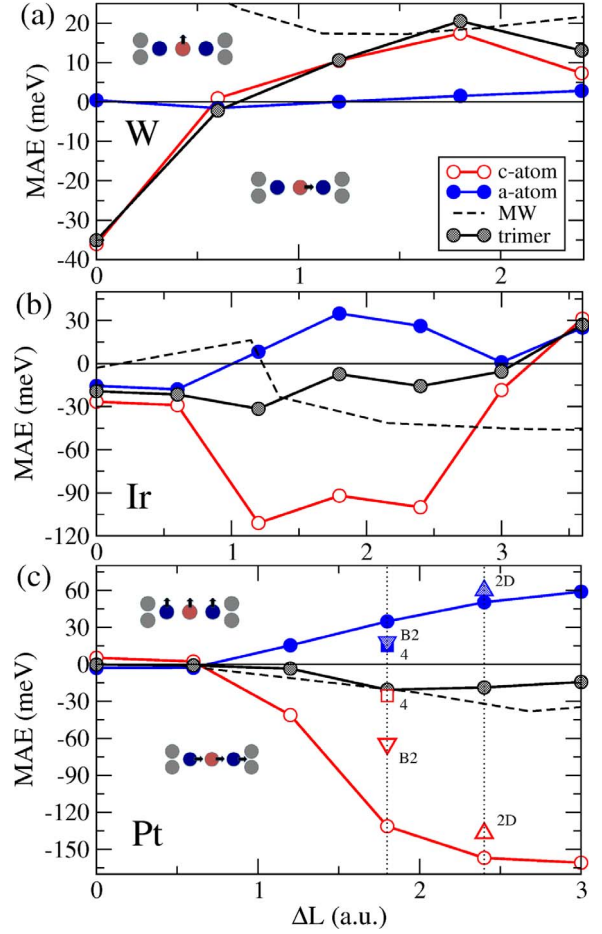 (a)
20
10
0
-10
-20
-30
-40
MAE (meV)
W
c-atom
a-atom
MW
trimer
0
1
2
(b)
30
0
-30
-60
-90
-120
MAE (meV)
Ir
0
1
2
3
(c)
60
30
0
-30
-60
-90
-120
-150
MAE (meV)
2D
B2
4
4
B2
2D
Pt
0
1
2
3
ΔL (a.u.)